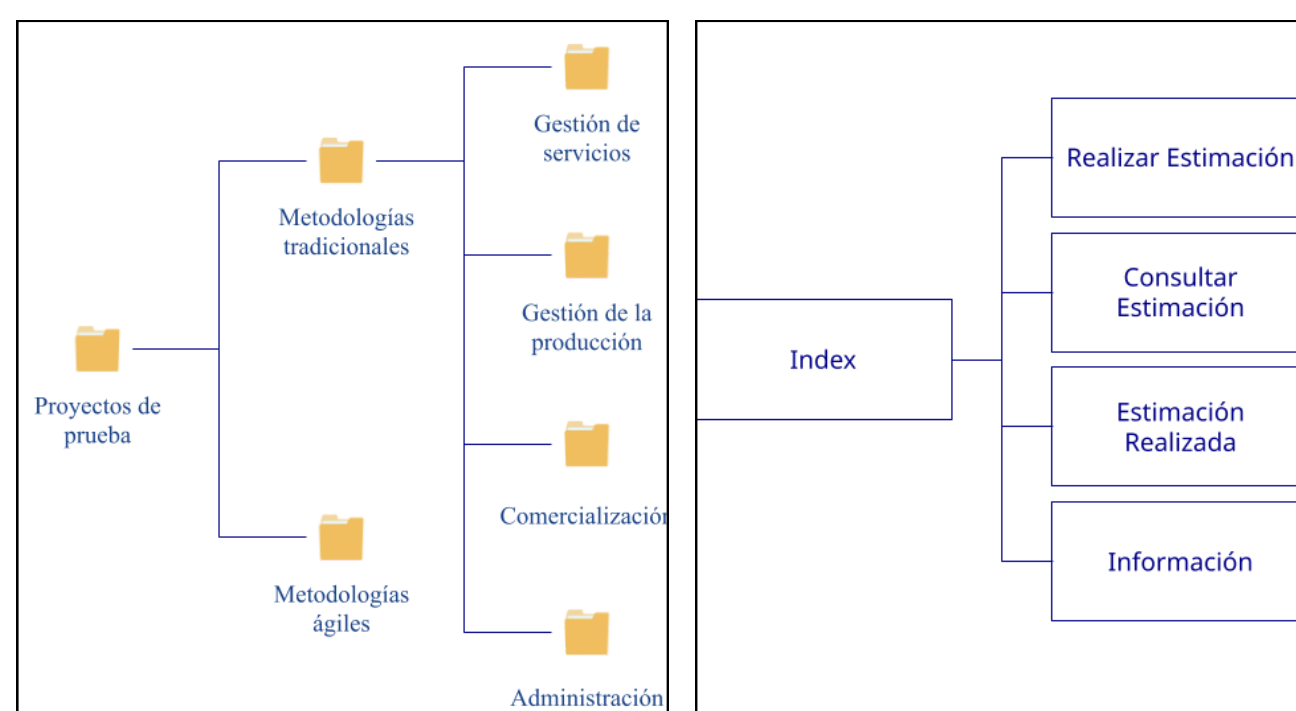 Gestión de
servicios
Metodologías
tradicionales
Gestión de la
producción
Proyectos de
prueba
Comercialización
Metodologías
ágiles
Administración
Realizar Estimación
Consultar
Estimación
Index
Estimación
Realizada
Información